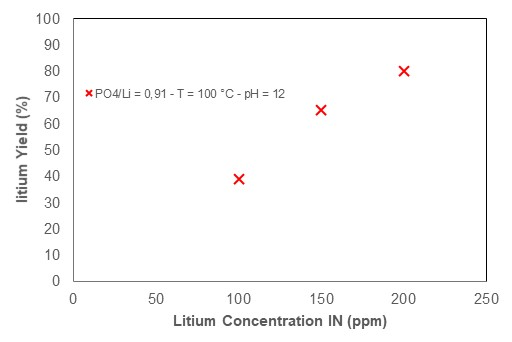 100
90
80
70
60
50
40
30
20
10
0
litium Yield (%)
PO4/Li = 0,91 - T = 100 °C - pH = 12
0 50 100 150 200 250
Litium Concentration IN (ppm)